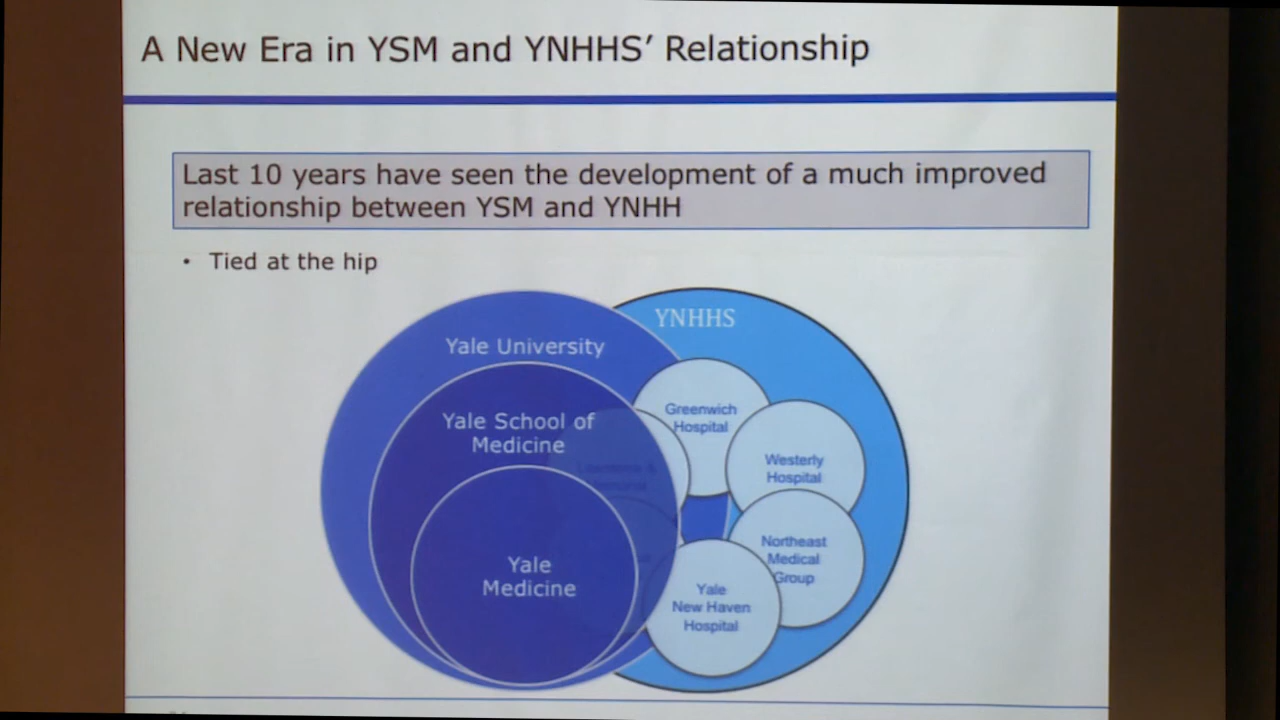 A New Era in YSM and YNHHS’ Relationship
Last 10 years have seen the development of a much improved
relationship between YSM and YNHH
• Tied at the hip
YNHHS
Yale University
Yale School of
Medicine
Yale
Medicine
Greenwich
Hospital
Westerly
Hospital
Northeast
Medical
Group
Yale
New Haven
Hospital